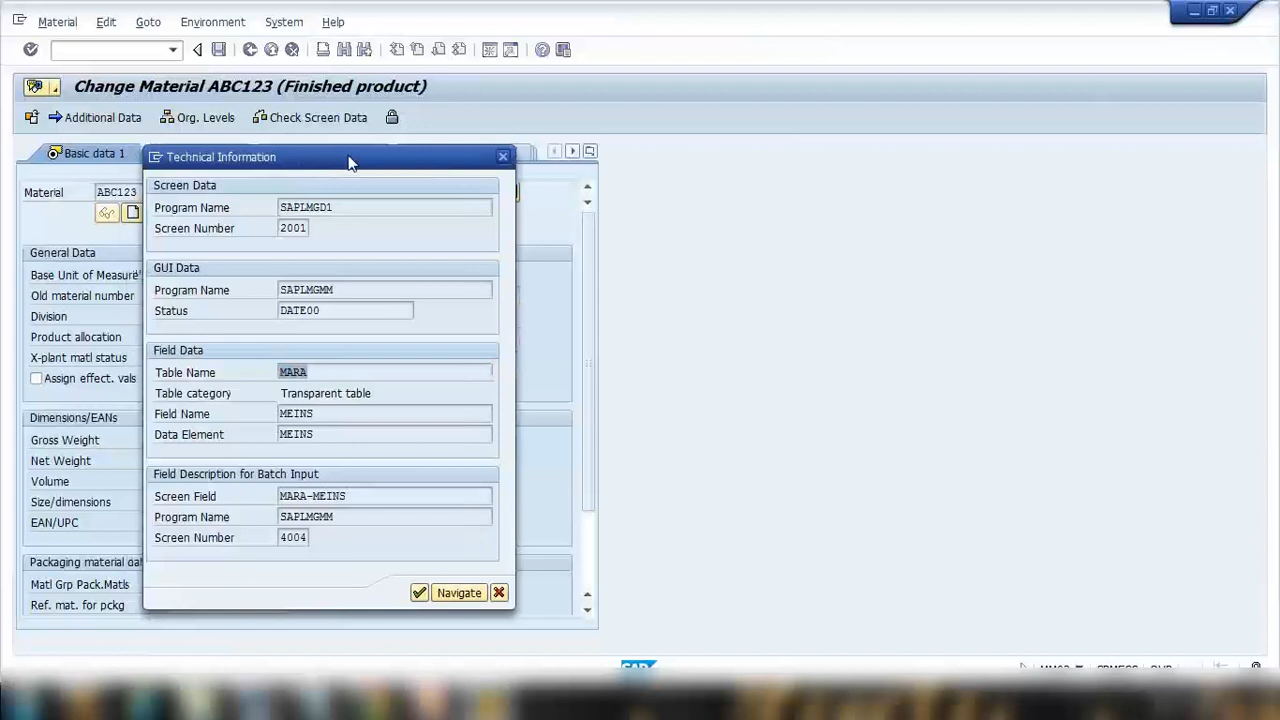 Material Edit Goto Environment System Help
Change Material ABC123 (Finished product)
Additional Data Org. Levels Check Screen Data
Basic data 1
Material ABC123
General Data
Base Unit of Measure
Old material number
Division
Product allocation
X-plant matl status
Assign effect. vals
Dimensions/EANs
Gross Weight
Net Weight
Volume
Size/dimensions
EAN/UPC
Packaging material dat
Matl Grp Pack.Matls
Ref. mat. for pckg
Technical Information
Screen Data
Program Name SAPLMGD1
Screen Number 2001
GUI Data
Program Name SAPLMGMM
Status DATE00
Field Data
Table Name MARA
Table category Transparent table
Field Name MEINS
Data Element MEINS
Field Description for Batch Input
Screen Field MARA-MEINS
Program Name SAPLMGMM
Screen Number 4004
Navigate
SAP